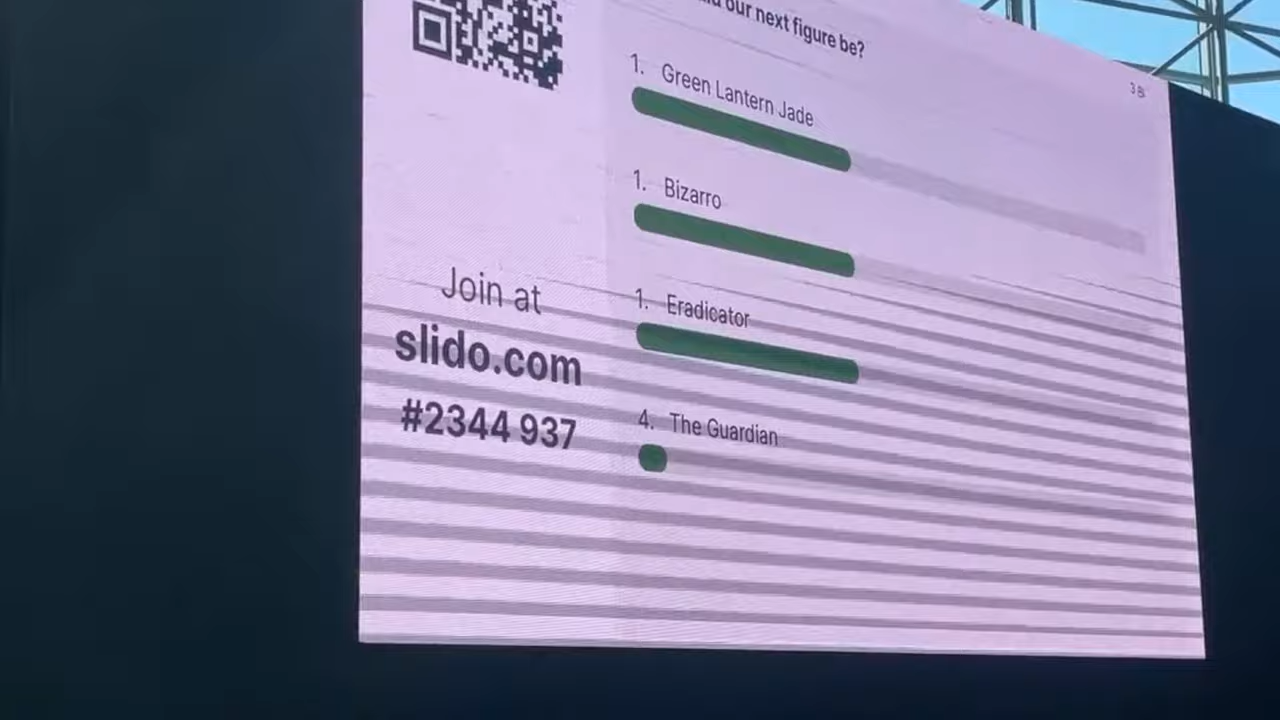 our next figure be?
38
1. Green Lantern Jade
1. Bizarro
1. Eradicator
4. The Guardian
Join at
slido.com
#2344 937